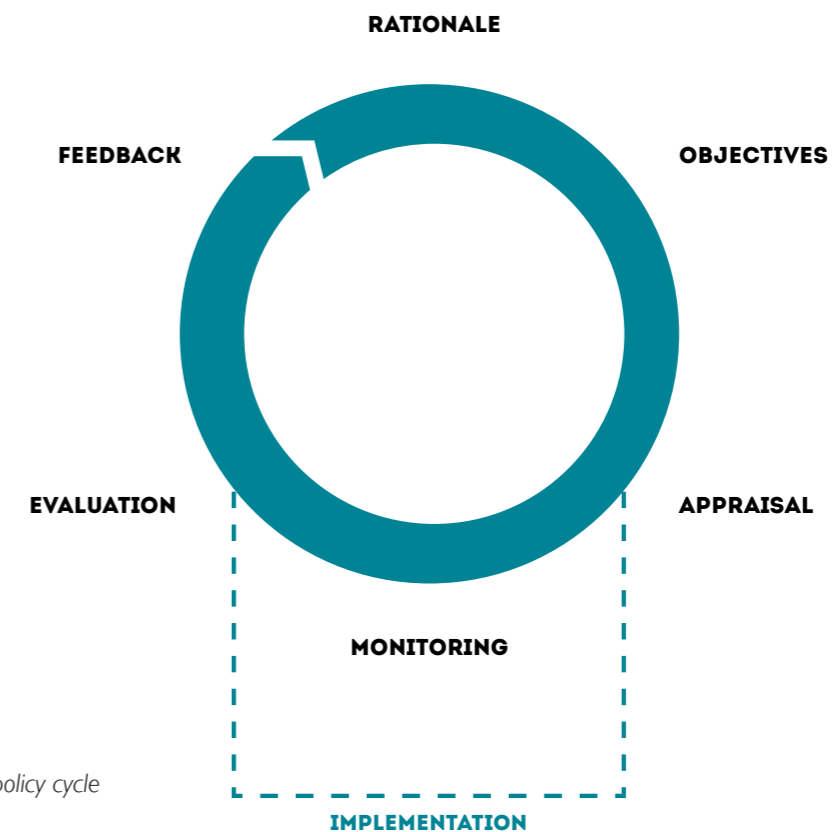 RATIONALE
FEEDBACK
OBJECTIVES
EVALUATION
APPRAISAL
MONITORING
policy cycle
IMPLEMENTATION